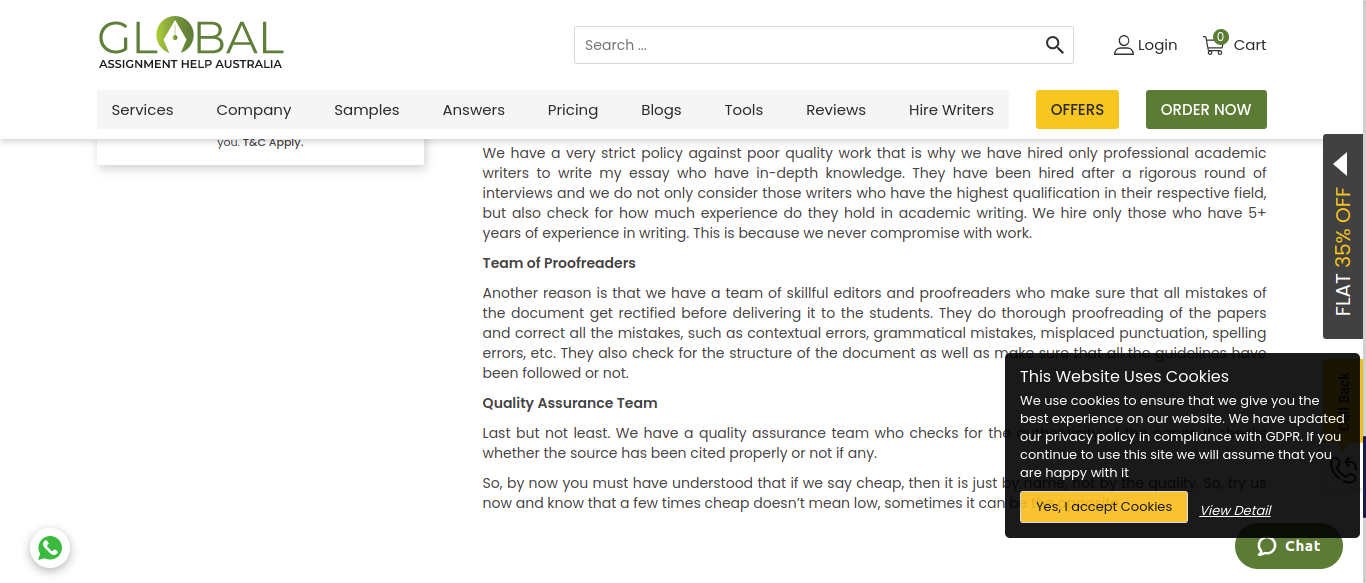 GLOBAL
ASSIGNMENT HELP AUSTRALIA
Search ...
Login
0
Cart
Services
Company
Samples
Answers
Pricing
Blogs
Tools
Reviews
Hire Writers
OFFERS
ORDER NOW
you. T&C Apply.
We have a very strict policy against poor quality work that is why we have hired only professional academic
writers to write my essay who have in-depth knowledge. They have been hired after a rigorous round of
interviews and we do not only consider those writers who have the highest qualification in their respective field,
but also check for how much experience do they hold in academic writing. We hire only those who have 5+
years of experience in writing. This is because we never compromise with work.
Team of Proofreaders
Another reason is that we have a team of skillful editors and proofreaders who make sure that all mistakes of
the document get rectified before delivering it to the students. They do thorough proofreading of the papers
and correct all the mistakes, such as contextual errors, grammatical mistakes, misplaced punctuation, spelling
errors, etc. They also check for the structure of the document as well as make sure that all the guidelines have
been followed or not.
Quality Assurance Team
Last but not least. We have a quality assurance team who checks for the
whether the source has been cited properly or not if any.
So, by now you must have understood that if we say cheap, then it is just by name, not by the quality. So, try us
now and know that a few times cheap doesn't mean low, sometimes it can be
FLAT 35% OFF
Call Back
This Website Uses Cookies
We use cookies to ensure that we give you the
best experience on our website. We have updated
our privacy policy in compliance with GDPR. If you
continue to use this site we will assume that you
are happy with it
Yes, I accept Cookies
View Detail
Chat